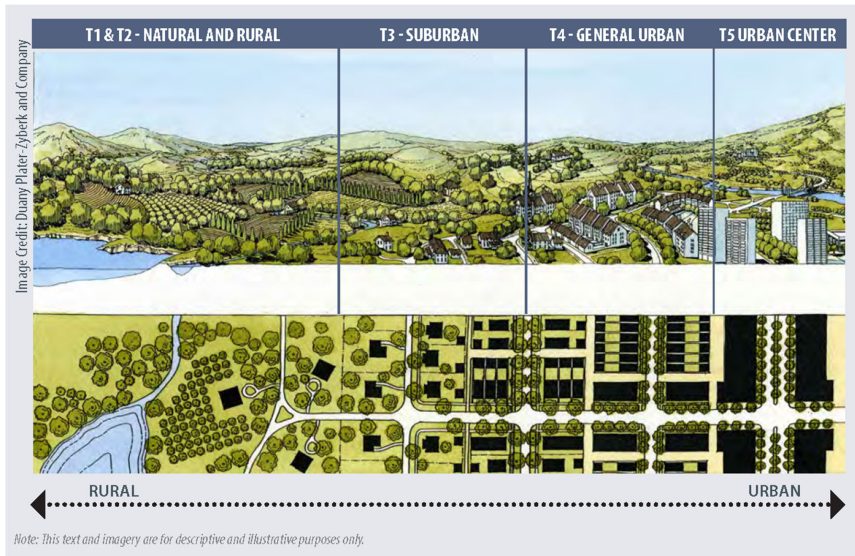 T1 & T2 - NATURAL AND RURAL
T3 - SUBURBAN
T4 - GENERAL URBAN
T5 URBAN CENTER
Image Credit: Duany Plater-Zyberk and Company
RURAL
URBAN
Note: This text and imagery are for descriptive and illustrative purposes only.